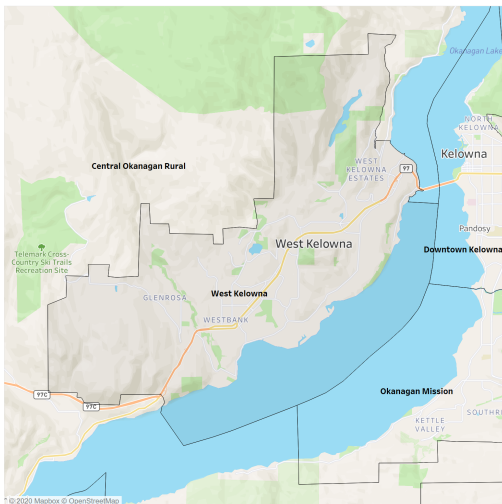 Okanagan Lake
NORTH
KELOWNA
Kelowna
Central Okanagan Rural
WEST
KELOWNA
ESTATES
97
Pandosy
West Kelowna
Downtown Kelowna
Telemark Cross-
Country Ski Trails
Recreation Site
GLENROSA
West Kelowna
WESTBANK
Okanagan Mission
97C
97C
SOUTHR
KETTLE
VALLEY
© 2020 Mapbox © OpenStreetMap